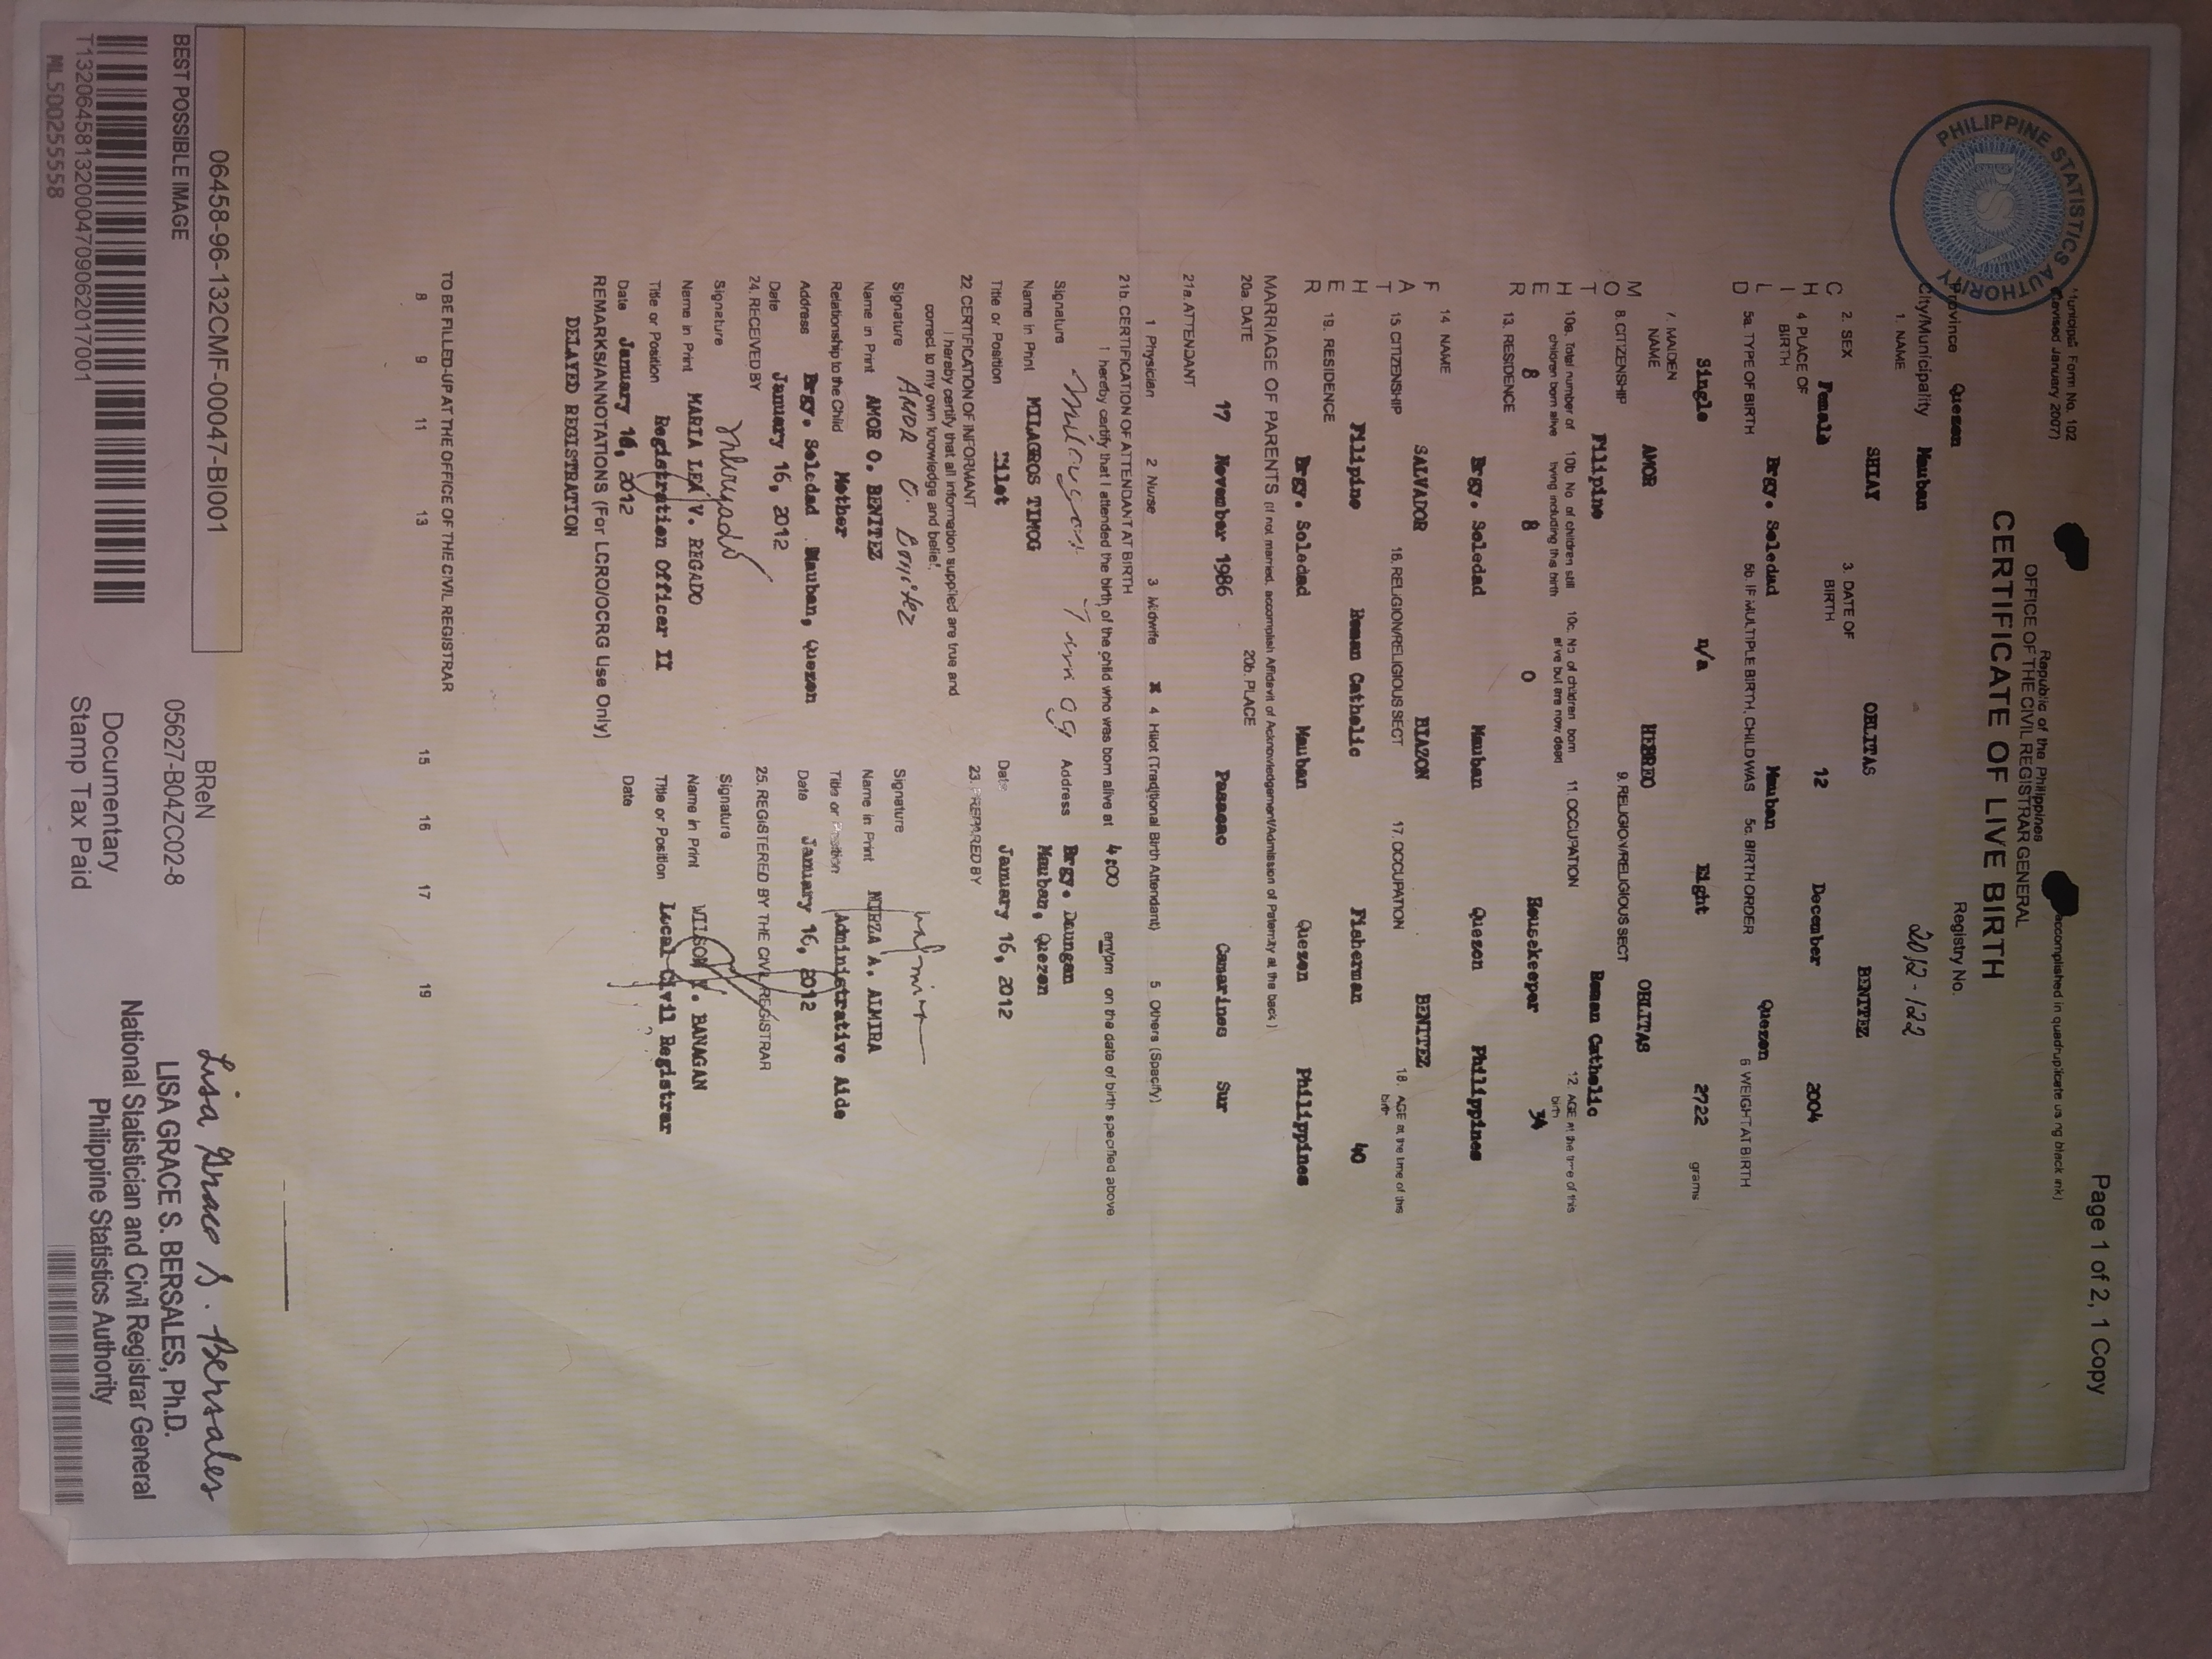 Page 1 of 2, 1 Copy
PHILIPPINE STATISTICS AUTHORITY
PSA
Municipal Form No. 102
(Revised January 2007)
accomplished in quadruplicate using black ink)
Republic of the Philippines
OFFICE OF THE CIVIL REGISTRAR GENERAL
CERTIFICATE OF LIVE BIRTH
Province Quezon
Registry No.
City/Municipality Mauban
2012-122
1. NAME
SHIAY OBLITAS BENITEZ
CHILD
2. SEX 3. DATE OF BIRTH
Female 12 December 2004
4 PLACE OF BIRTH
Brgy. Soledad Mauban Quezon
5a. TYPE OF BIRTH 5b. IF MULTIPLE BIRTH, CHILD WAS 5c. BIRTH ORDER 6 WEIGHT AT BIRTH
Single n/a Eight 2722 grams
MOTHER
7. MAIDEN NAME
AMOR HEBREO OBLITAS
8. CITIZENSHIP 9. RELIGION/RELIGIOUS SECT
Filipino Roman Catholic
10a. Total number of children born alive 10b No. of children still living including this birth 10c. No of children born alive but are now dead 11. OCCUPATION 12. AGE at the time of this birth
8 8 0 Housekeeper 34
13. RESIDENCE
Brgy. Soledad Mauban Quezon Philippines
FATHER
14 NAME
SALVADOR BIAZON BENITEZ
15 CITIZENSHIP 16. RELIGION/RELIGIOUS SECT 17. OCCUPATION 18. AGE at the time of this birth
Filipino Roman Catholic Fisherman 40
19. RESIDENCE
Brgy. Soledad Mauban Quezon Philippines
MARRIAGE OF PARENTS (If not married, accomplish Affidavit of Acknowledgement/Admission of Paternity at the back)
20a. DATE 20b. PLACE
17 November 1986 Pasacao Camarines Sur
21a. ATTENDANT
1 Physician 2 Nurse 3 Midwife X 4 Hilot (Traditional Birth Attendant) 5 Others (Specify)
21b. CERTIFICATION OF ATTENDANT AT BIRTH
I hereby certify that I attended the birth of the child who was born alive at 4:00 am/pm on the date of birth specified above.
Signature Milagros Timog Address Brgy. Daungan
Mauban, Quezon
Name in Print MILAGROS TIMOG
Title or Position Hilot Date January 16, 2012
22. CERTIFICATION OF INFORMANT
I hereby certify that all information supplied are true and
correct to my own knowledge and belief.
Signature AMOR O. Benitez
Name in Print AMOR O. BENITEZ
Relationship to the Child Mother
Address Brgy. Soledad Mauban, Quezon
Date January 16, 2012
23. PREPARED BY
Signature
Name in Print MIRZA A. ALMIRA
Title or Position Administrative Aide
Date January 16, 2012
24. RECEIVED BY
Signature
Name in Print MARIA LEA V. REGADO
Title or Position Registration Officer II
Date January 16, 2012
25. REGISTERED BY THE CIVIL REGISTRAR
Signature
Name in Print WILSON Y. BANAGAN
Title or Position Local Civil Registrar
Date
REMARKS/ANNOTATIONS (For LCRO/OCRG Use Only)
DELAYED REGISTRATION
TO BE FILLED-UP AT THE OFFICE OF THE CIVIL REGISTRAR
8 9 11 13 15 16 17 19
06458-96-132CMF-00047-BI001
BEST POSSIBLE IMAGE
T132064581320004709062017001
ML500255558
BReN
05627-B04ZC02-8
Documentary
Stamp Tax Paid
Lisa Grace S. Bersales
LISA GRACE S. BERSALES, Ph.D.
National Statistician and Civil Registrar General
Philippine Statistics Authority